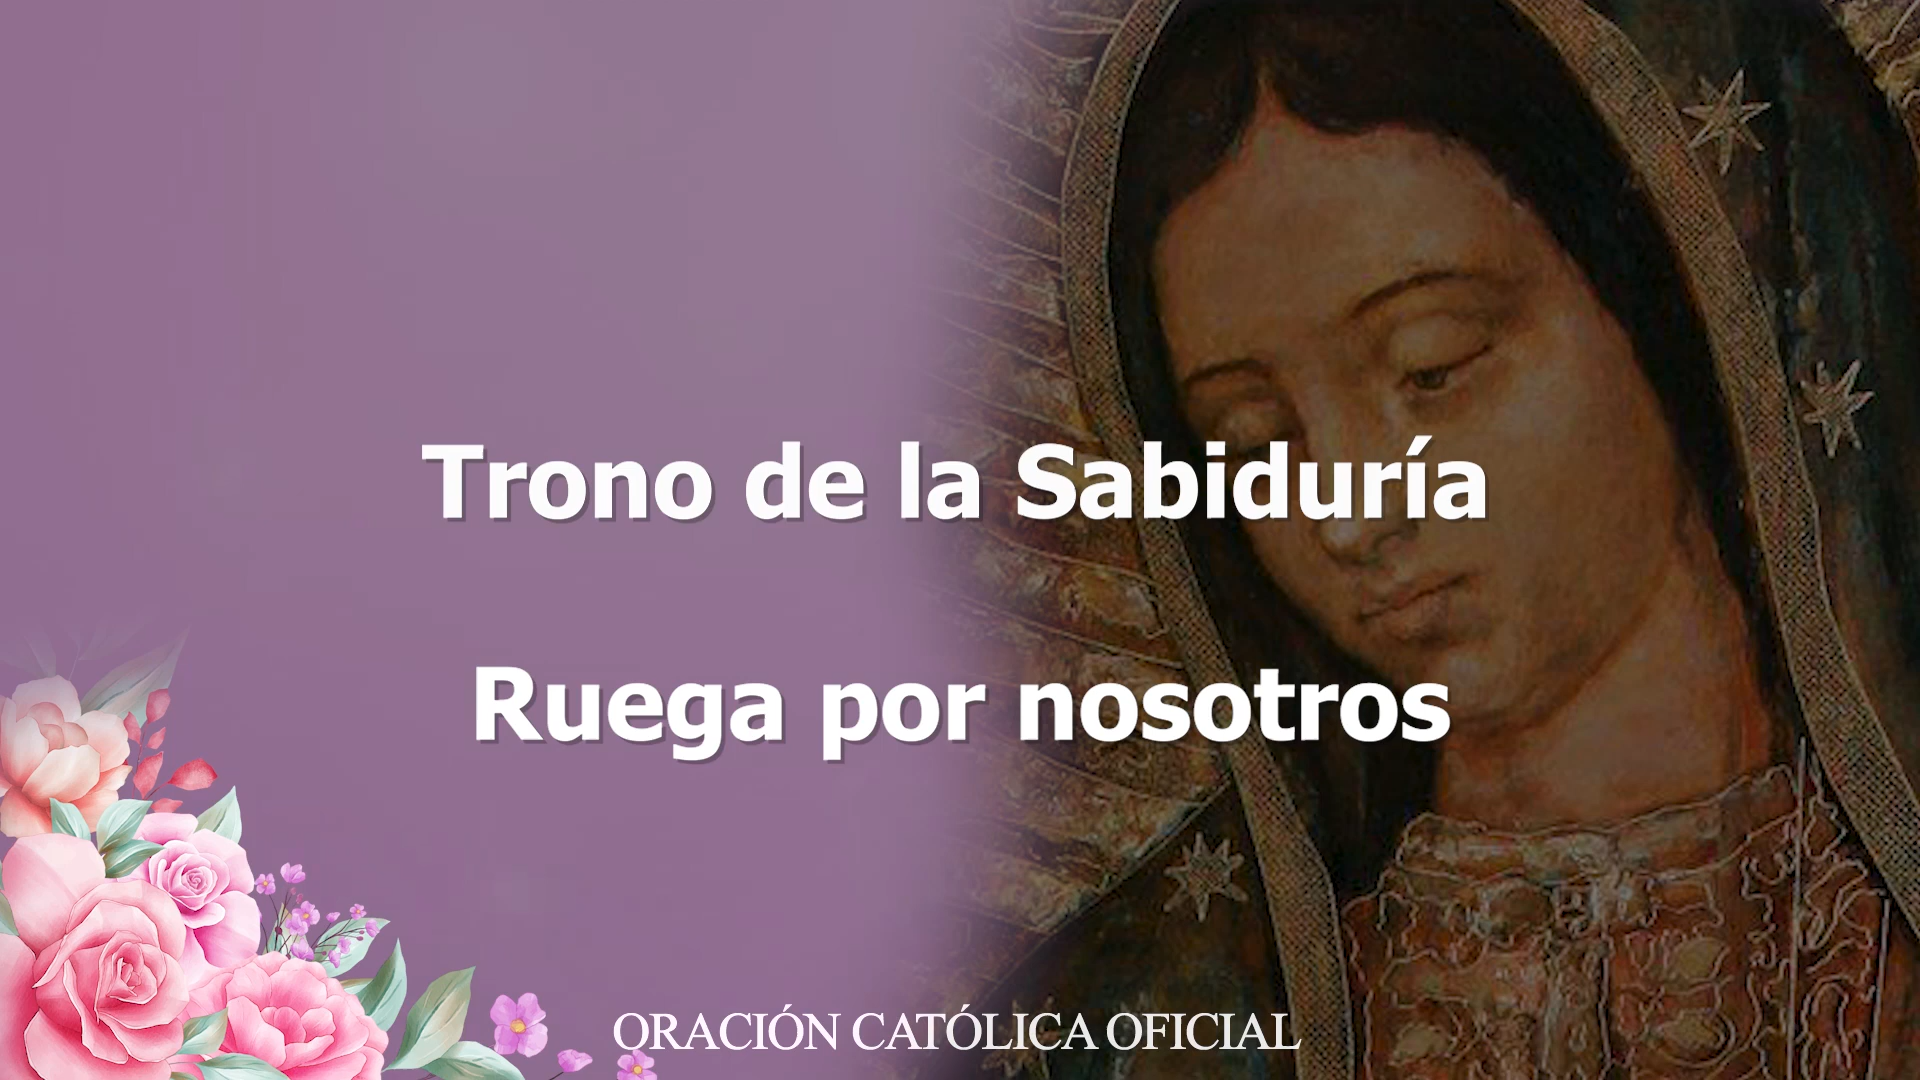 Trono de la Sabiduría
Ruega por nosotros
ORACIÓN CATÓLICA OFICIAL